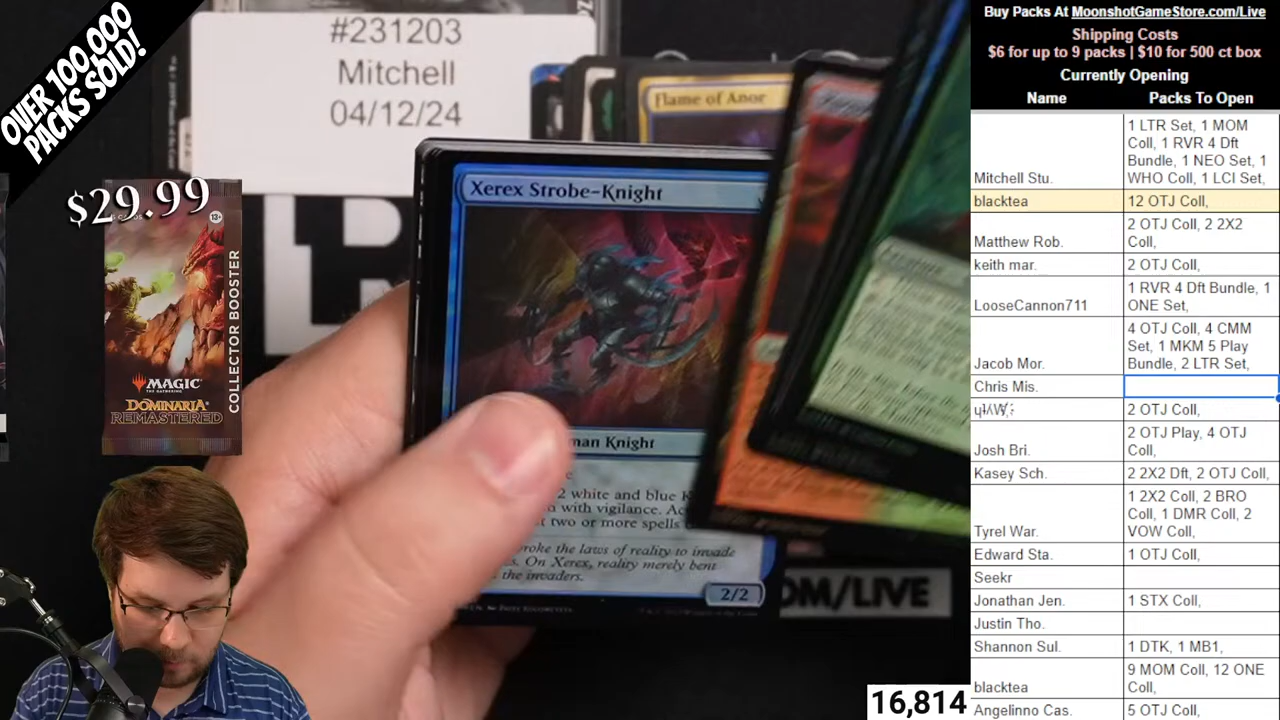 OVER 100,000
PACKS SOLD!
#231203
Mitchell
04/12/24
$29.99
13+
COLLECTOR BOOSTER
MAGIC
THE GATHERING
DOMINARIA
REMASTERED
Flame of Anor
Xerex Strobe-Knight
man Knight
2 white and blue K
with vigilance. Ac
t two or more spells
roke the laws of reality to invade
s. On Xerex, reality merely bent
the invaders.
2/2
OM/LIVE
16,814
Buy Packs At MoonshotGameStore.com/Live
Shipping Costs
$6 for up to 9 packs | $10 for 500 ct box
Currently Opening
Name Packs To Open
Mitchell Stu. 1 LTR Set, 1 MOM
Coll, 1 RVR 4 Dft
Bundle, 1 NEO Set, 1
WHO Coll, 1 LCI Set,
blacktea 12 OTJ Coll,
Matthew Rob. 2 OTJ Coll, 2 2X2
Coll,
keith mar. 2 OTJ Coll,
LooseCannon711 1 RVR 4 Dft Bundle, 1
ONE Set,
Jacob Mor. 4 OTJ Coll, 4 CMM
Set, 1 MKM 5 Play
Bundle, 2 LTR Set,
Chris Mis.
2 OTJ Coll,
Josh Bri. 2 OTJ Play, 4 OTJ
Coll,
Kasey Sch. 2 2X2 Dft, 2 OTJ Coll,
Tyrel War. 1 2X2 Coll, 2 BRO
Coll, 1 DMR Coll, 2
VOW Coll,
Edward Sta. 1 OTJ Coll,
Seekr
Jonathan Jen. 1 STX Coll,
Justin Tho.
Shannon Sul. 1 DTK, 1 MB1,
blacktea 9 MOM Coll, 12 ONE
Coll,
Angelinno Cas. 5 OTJ Coll,